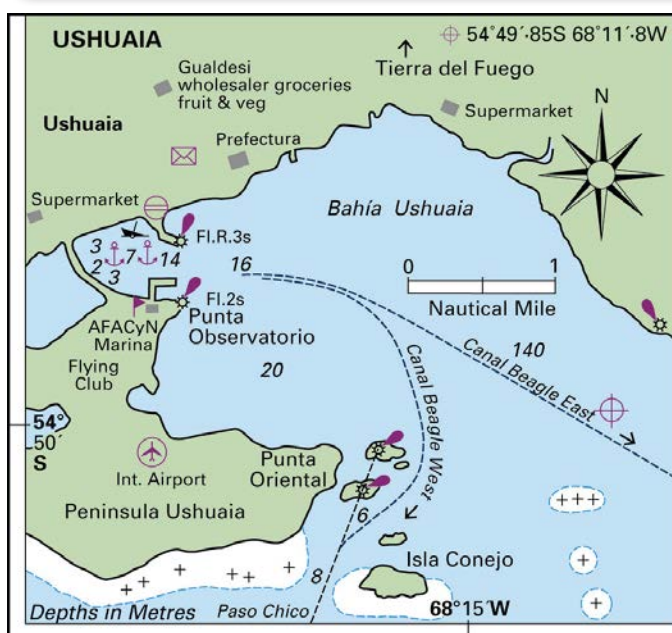 USHUAIA
54°49´·85S 68°11´·8W
Gualdesi
wholesaler groceries
fruit & veg
Tierra del Fuego
Supermarket
N
Ushuaia
Prefectura
Supermarket
Bahía Ushuaia
Fl.R.3s
3
7
14
2
3
16
0
1
Nautical Mile
Fl.2s
AFACyN
Marina
Punta
Observatorio
Flying
Club
20
140
Canal Beagle East
Canal Beagle West
54°
50´
S
Int. Airport
Punta
Oriental
Peninsula Ushuaia
6
8
Isla Conejo
Depths in Metres
Paso Chico
68°15´W